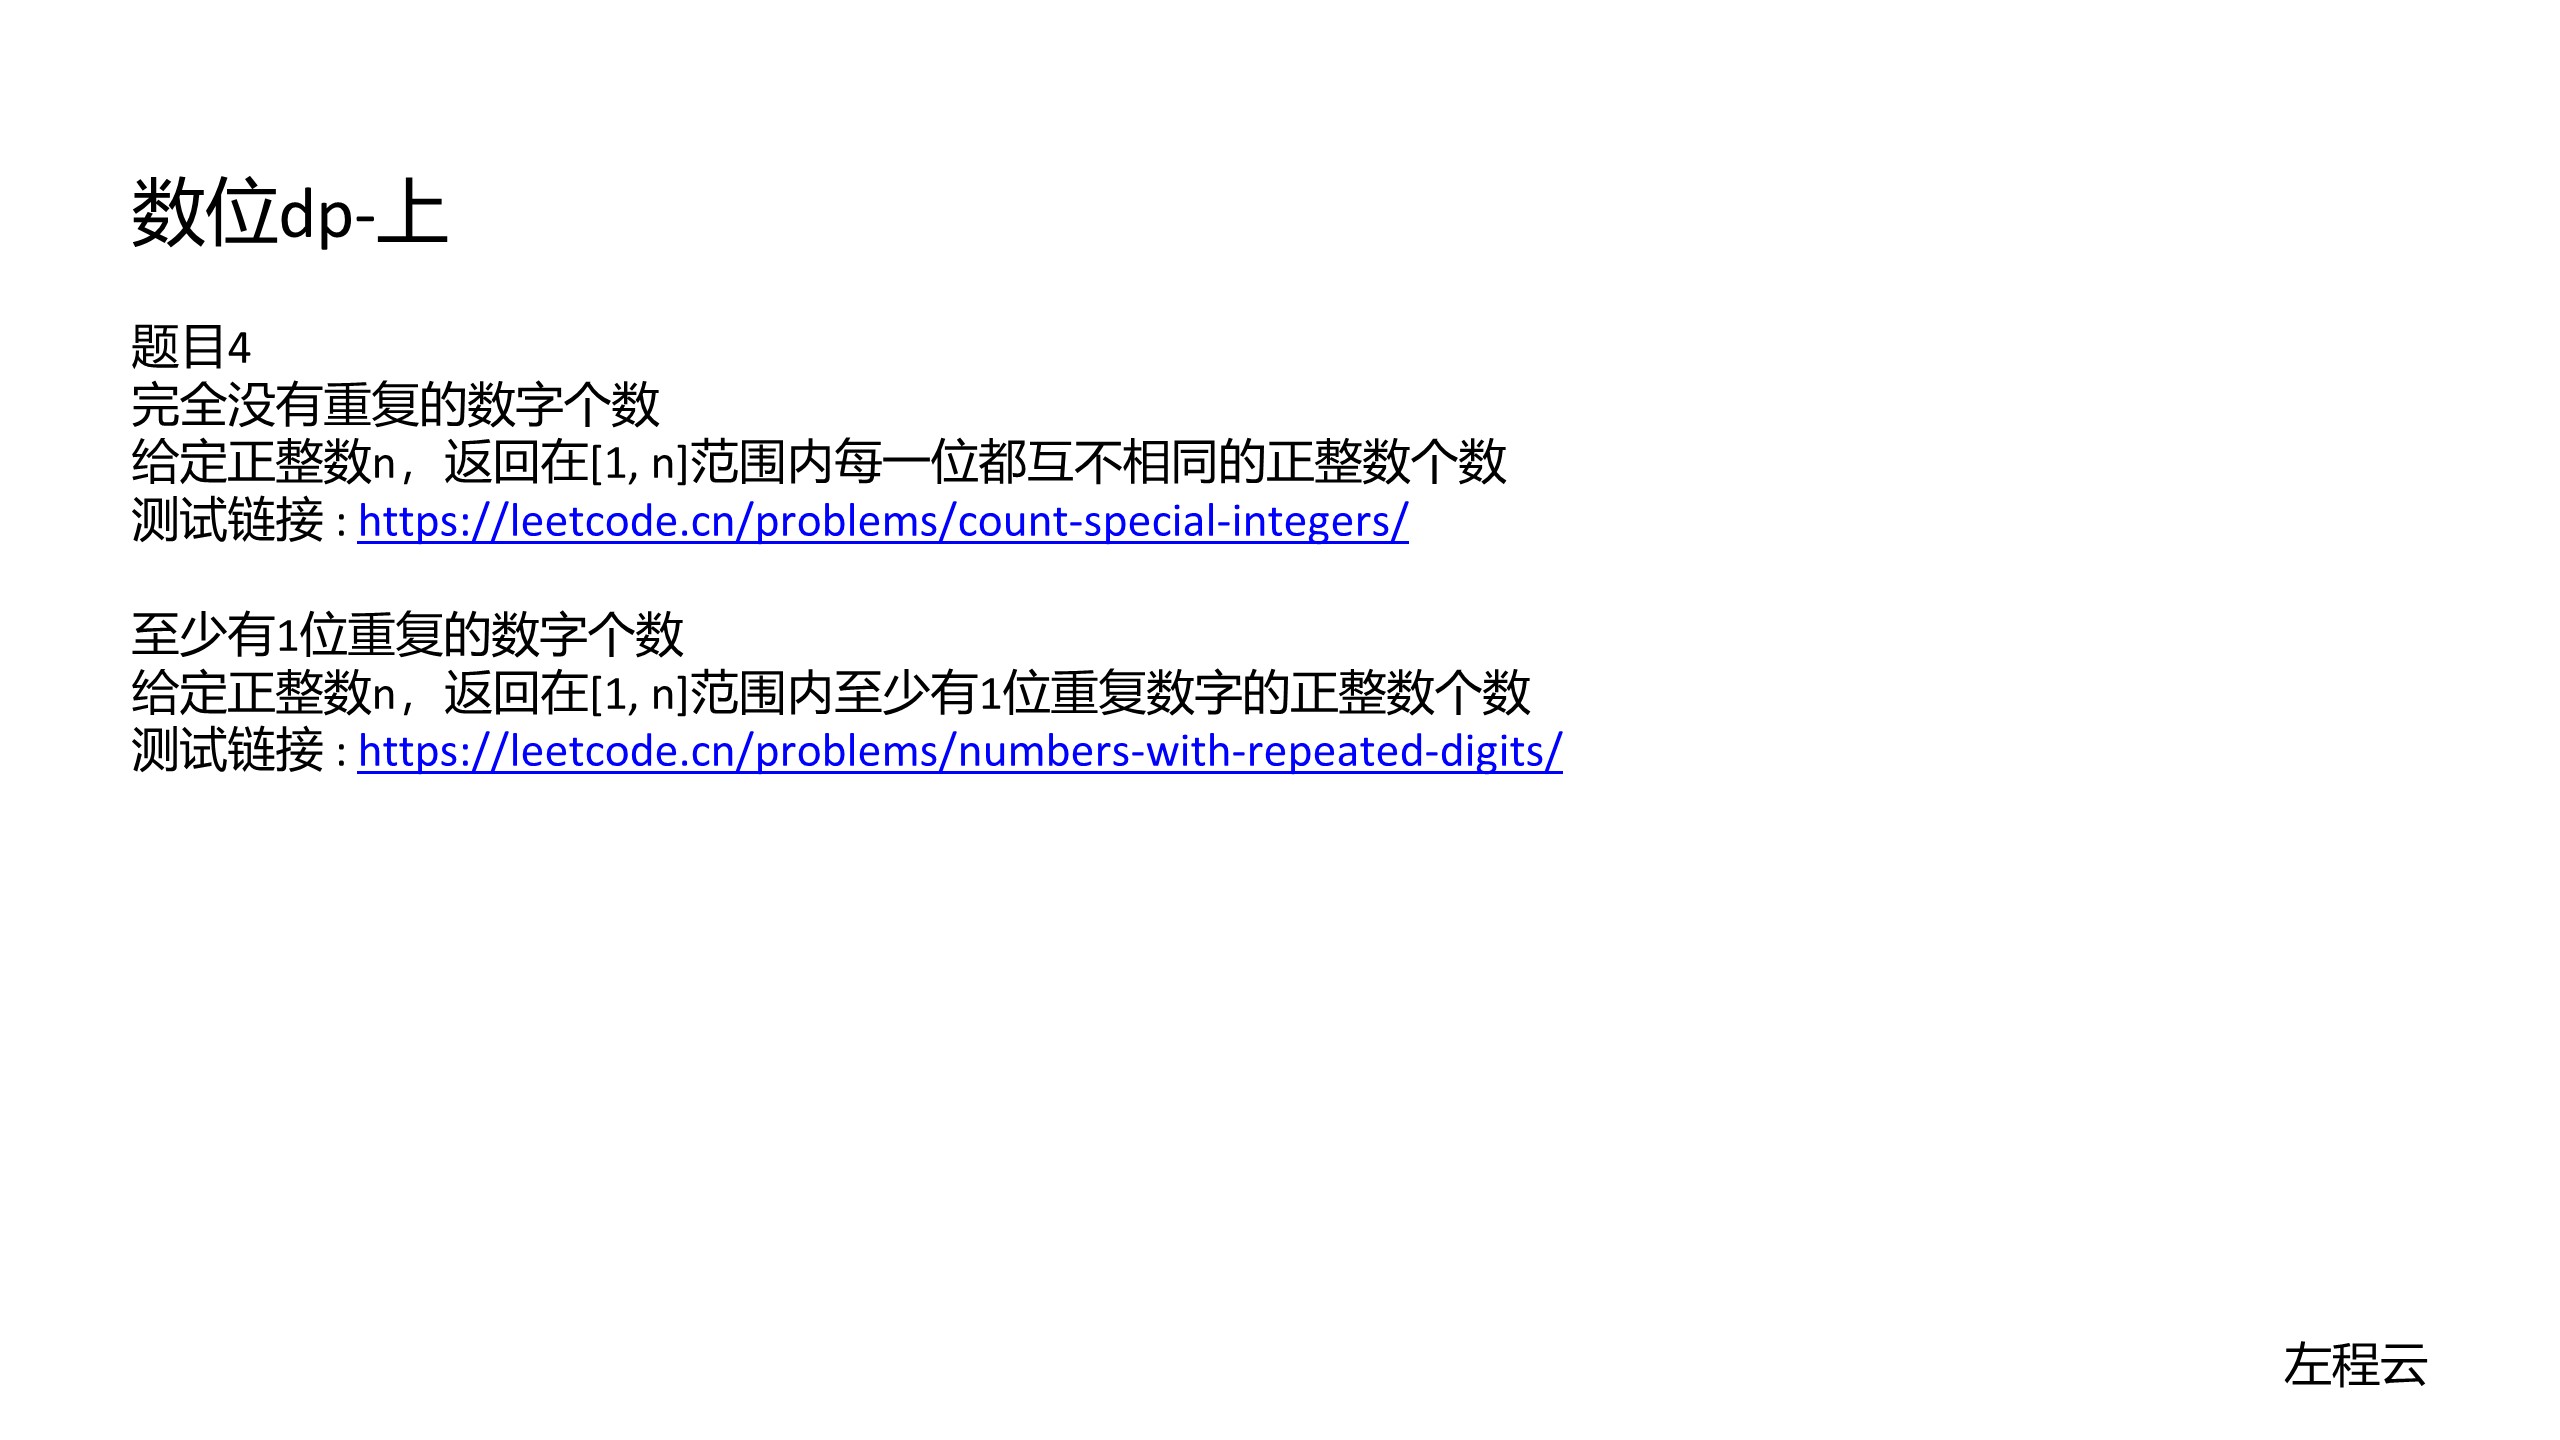 数位dp-上
题目4
完全没有重复的数字个数
给定正整数n，返回在[1, n]范围内每一位都互不相同的正整数个数
测试链接 : https://leetcode.cn/problems/count-special-integers/
至少有1位重复的数字个数
给定正整数n，返回在[1, n]范围内至少有1位重复数字的正整数个数
测试链接 : https://leetcode.cn/problems/numbers-with-repeated-digits/
左程云